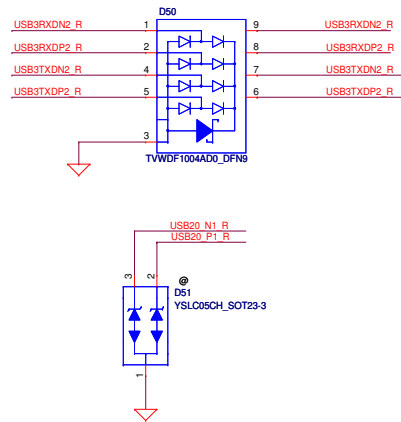 D50
USB3RXDN2_R 1 9 USB3RXDN2_R
USB3RXDP2_R 2 8 USB3RXDP2_R
USB3TXDN2_R 4 7 USB3TXDN2_R
USB3TXDP2_R 5 6 USB3TXDP2_R
3
TVWDF1004AD0_DFN9
USB20_N1_R
USB20_P1_R
3 2 @
D51
YSLC05CH_SOT23-3
1